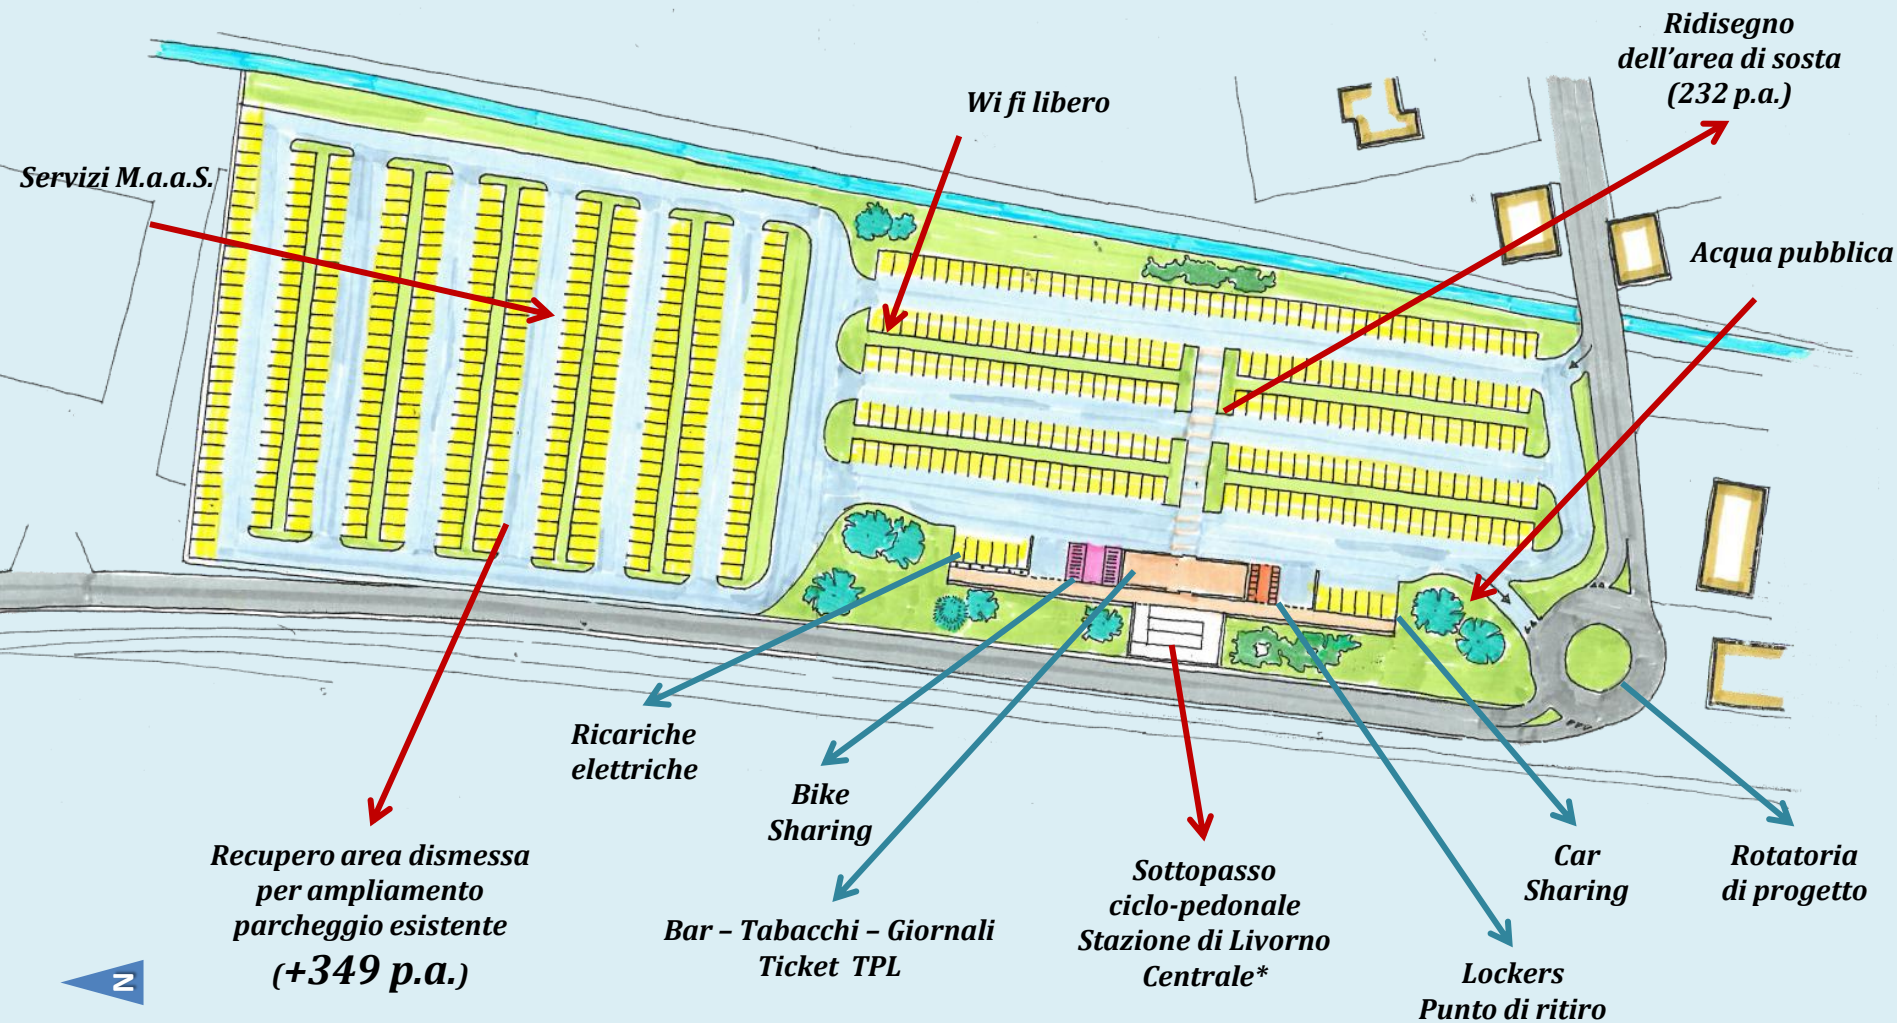 Ridisegno
dell'area di sosta
(232 p.a.)
Wi fi libero
Servizi M.a.a.S.
Acqua pubblica
Ricariche
elettriche
Bike
Sharing
Recupero area dismessa
per ampliamento
parcheggio esistente
(+349 p.a.)
Bar – Tabacchi – Giornali
Ticket TPL
Sottopasso
ciclo-pedonale
Stazione di Livorno
Centrale*
Car
Sharing
Rotatoria
di progetto
Lockers
Punto di ritiro
N